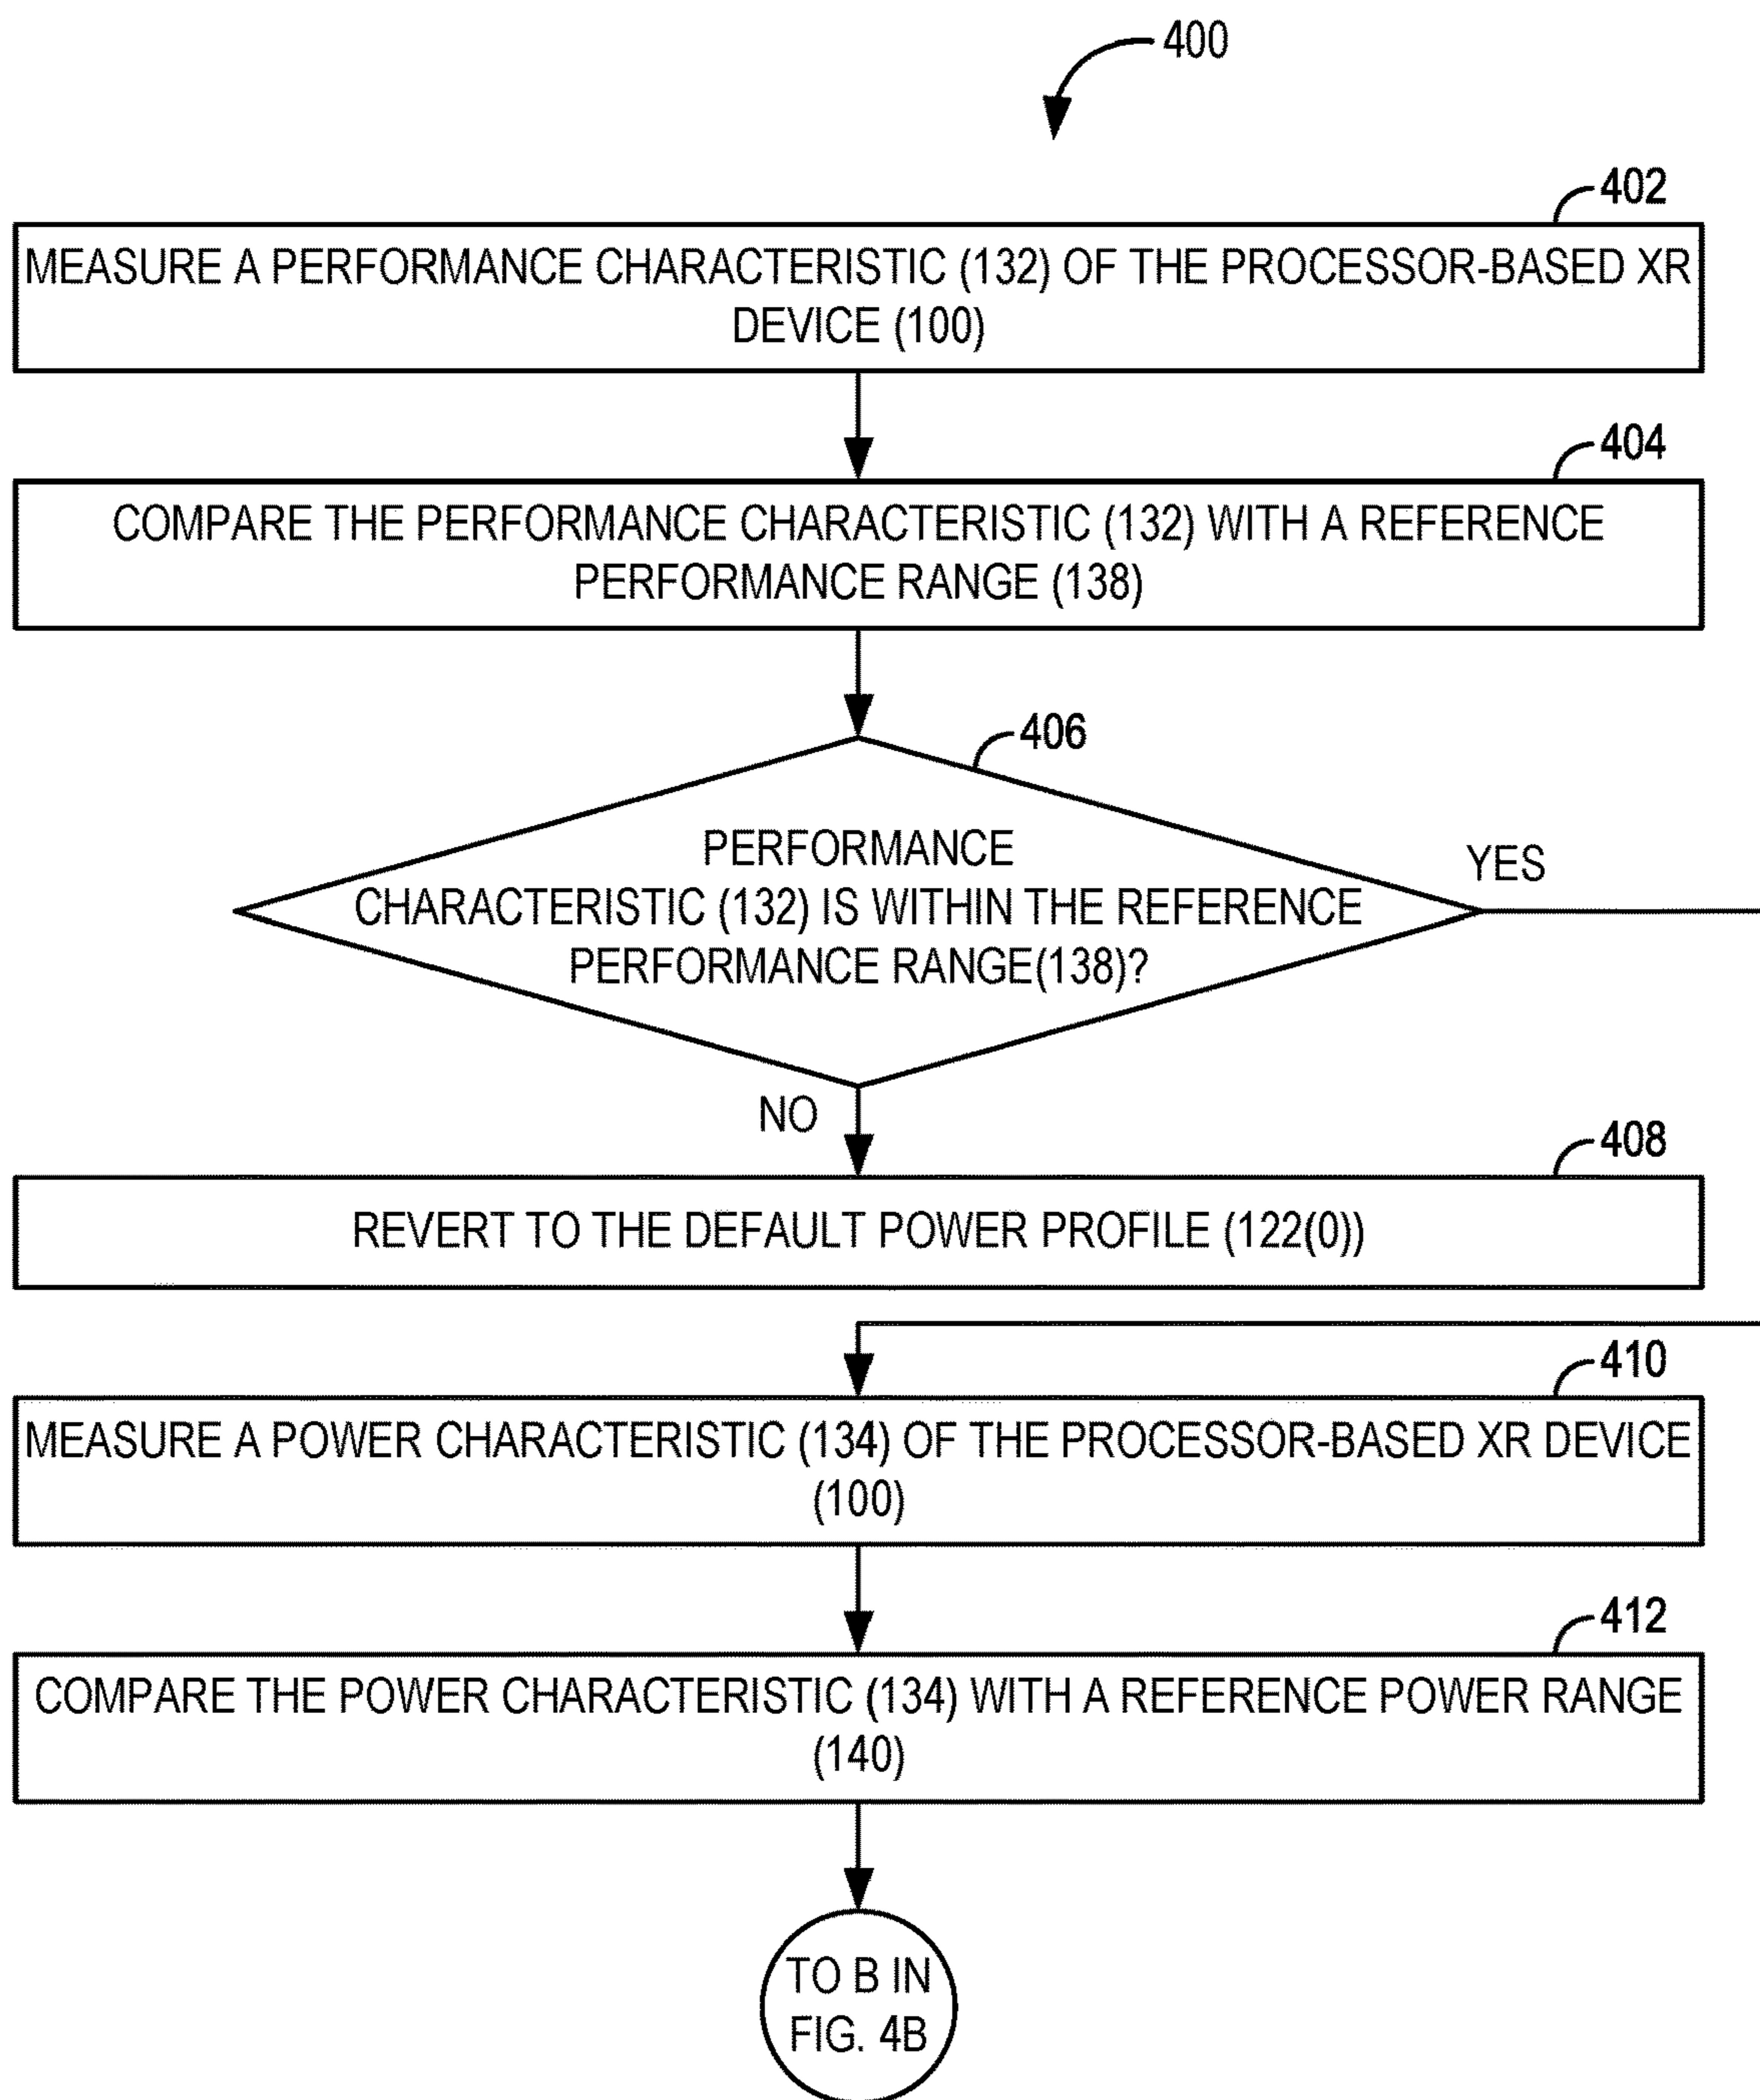 400
402
MEASURE A PERFORMANCE CHARACTERISTIC (132) OF THE PROCESSOR-BASED XR
DEVICE (100)
404
COMPARE THE PERFORMANCE CHARACTERISTIC (132) WITH A REFERENCE
PERFORMANCE RANGE (138)
406
PERFORMANCE
CHARACTERISTIC (132) IS WITHIN THE REFERENCE
PERFORMANCE RANGE(138)?
YES
NO
408
REVERT TO THE DEFAULT POWER PROFILE (122(0))
410
MEASURE A POWER CHARACTERISTIC (134) OF THE PROCESSOR-BASED XR DEVICE
(100)
412
COMPARE THE POWER CHARACTERISTIC (134) WITH A REFERENCE POWER RANGE
(140)
TO B IN
FIG. 4B